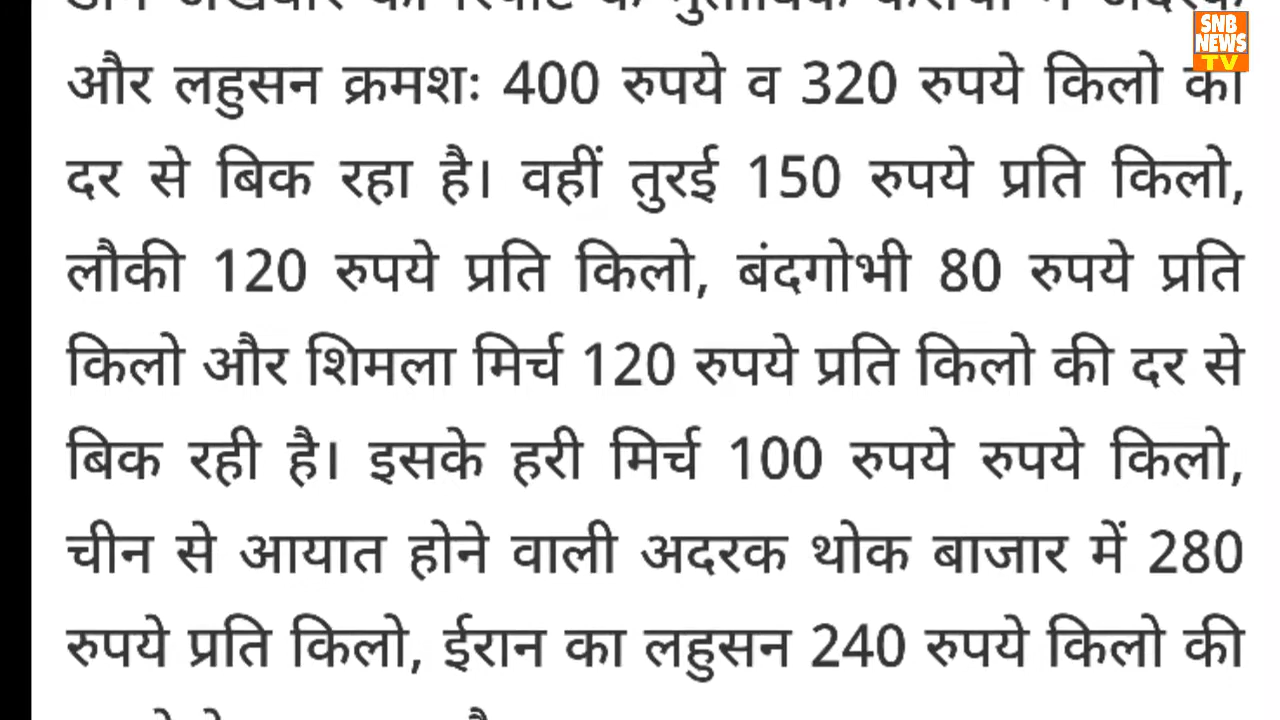 SNB
NEWS
TV
और लहुसन क्रमशः 400 रुपये व 320 रुपये किलो की
दर से बिक रहा है। वहीं तुरई 150 रुपये प्रति किलो,
लौकी 120 रुपये प्रति किलो, बंदगोभी 80 रुपये प्रति
किलो और शिमला मिर्च 120 रुपये प्रति किलो की दर से
बिक रही है। इसके हरी मिर्च 100 रुपये रुपये किलो,
चीन से आयात होने वाली अदरक थोक बाजार में 280
रुपये प्रति किलो, ईरान का लहुसन 240 रुपये किलो की